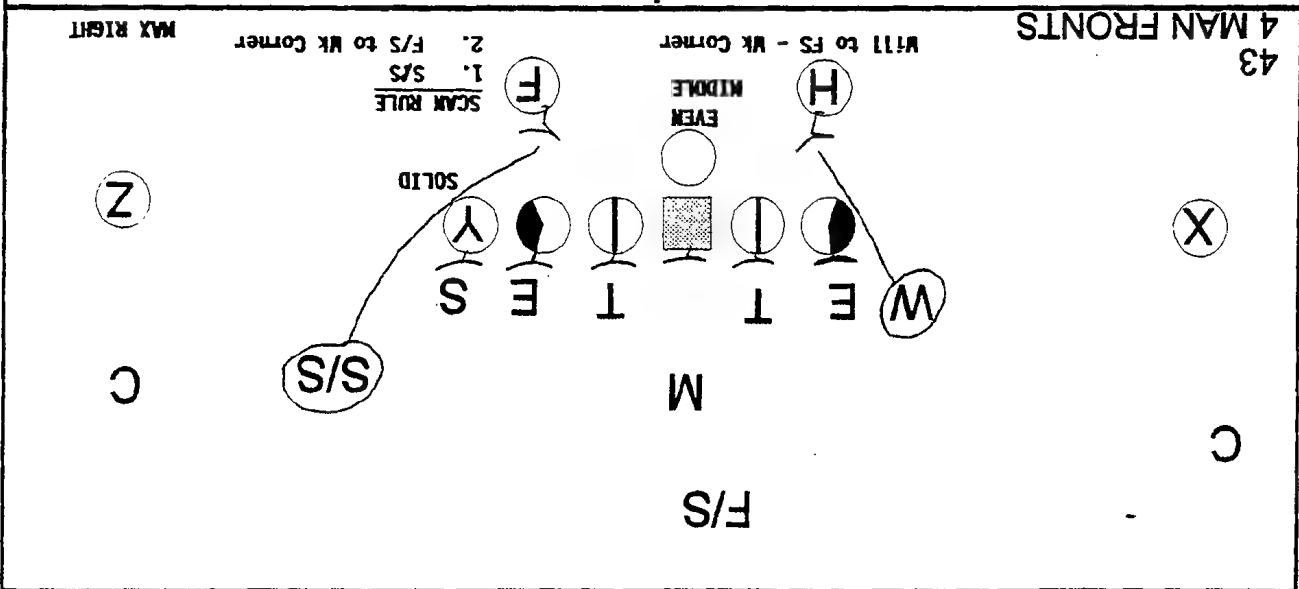 F/S
C
M S/S C
W E T T E S
X Y Z
SOLID
EVEN
MIDDLE
H F
SCAN RULE
1. S/S
2. F/S to Wk Corner
43
4 MAN FRONTS
Will to FS - Wk Corner
MAX RIGHT